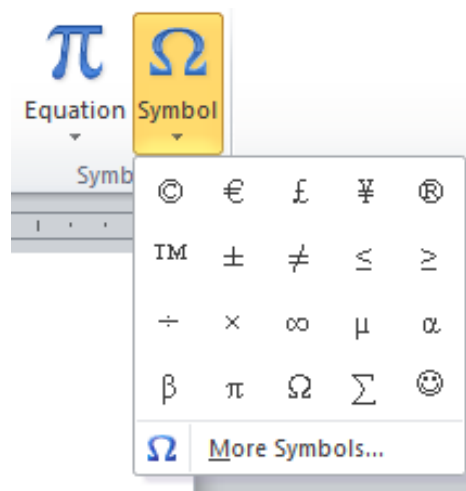 π Ω
Equation Symbol
Symb
© € £ ¥ ®
™ ± ≠ ≤ ≥
÷ × ∞ µ α
β π Ω ∑ ☺
Ω More Symbols...